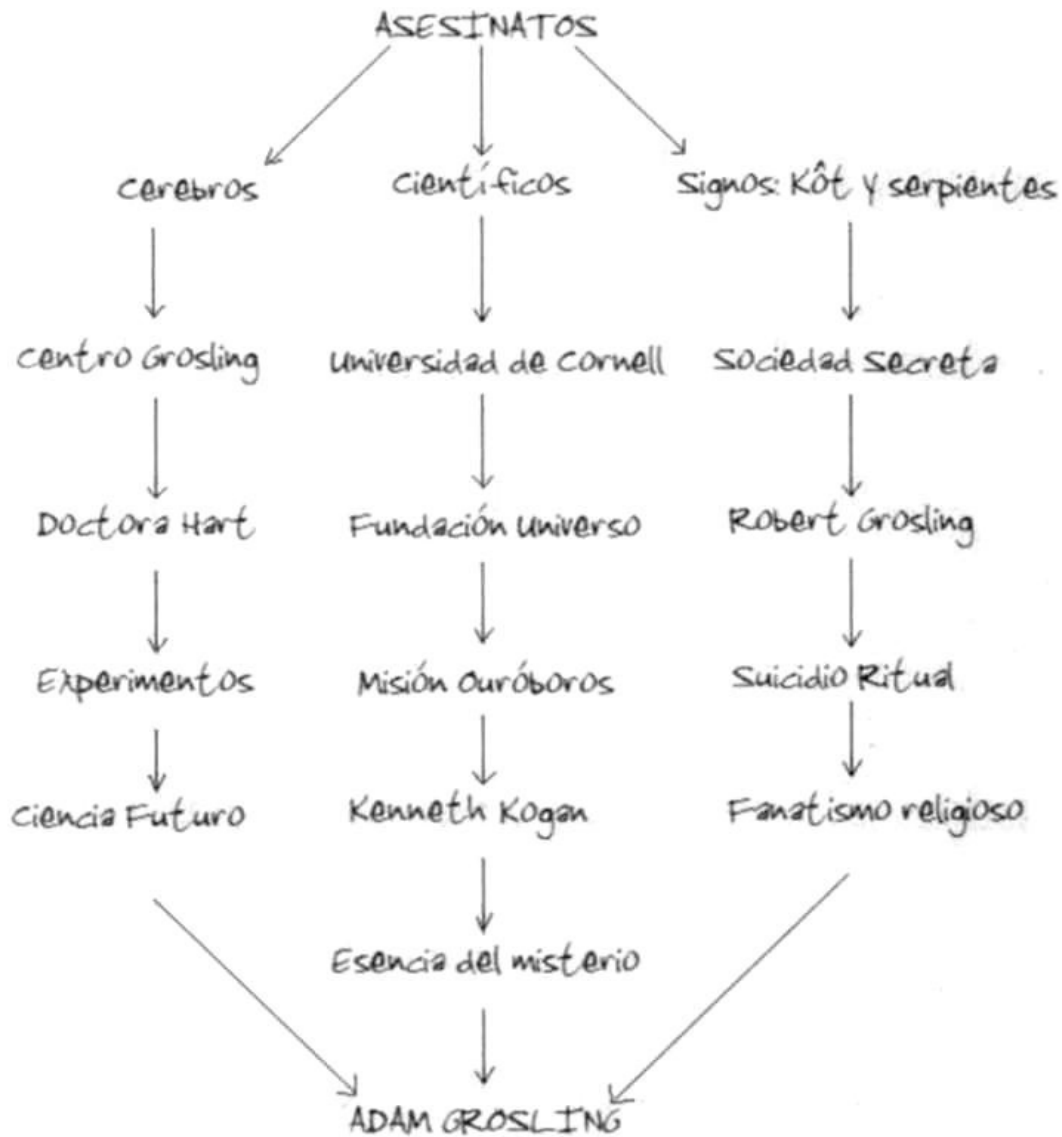 ASESINATOS
cerebros
científicos
Signos: Kôt y serpientes
Centro Grosling
Universidad de Cornell
Sociedad Secreta
Doctora Hart
Fundación Universo
Robert Grosling
Experimentos
Misión Ouróboros
Suicidio Ritual
Ciencia Futuro
Kenneth Kogan
Fanatismo religioso
Esencia del misterio
ADAM GROSLING